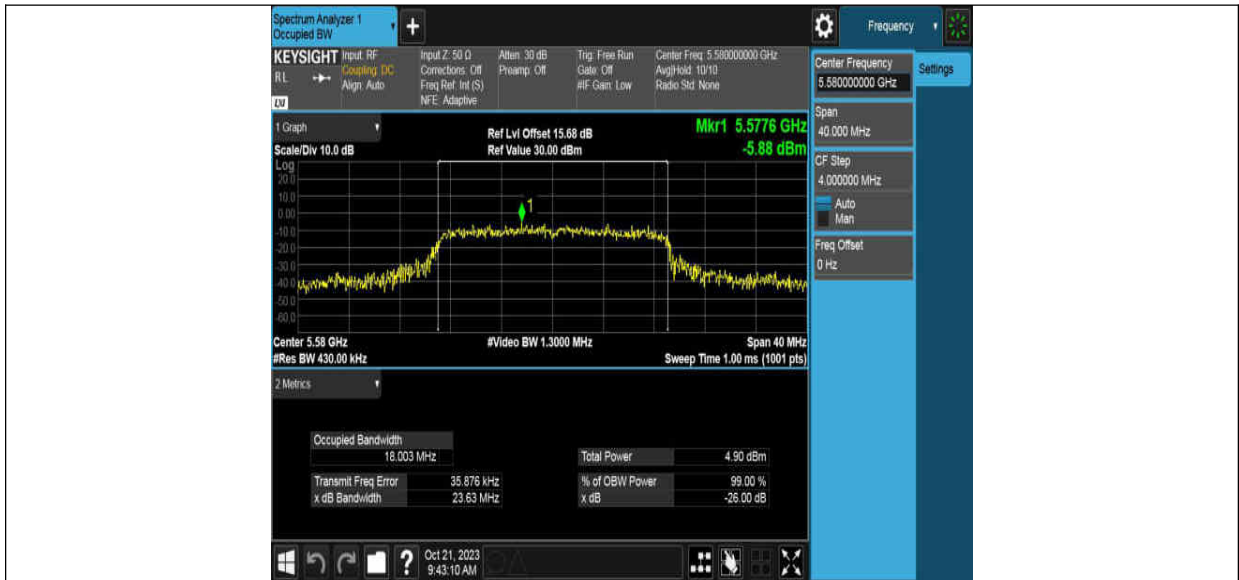 Spectrum Analyzer 1
Occupied BW
+
Frequency
KEYSIGHT
RL
LXI
Input: RF
Coupling: DC
Align: Auto
Input Z: 50 Ω
Corrections: Off
Freq Ref: Int (S)
NFE: Adaptive
Atten: 30 dB
Preamp: Off
Trig: Free Run
Gate: Off
#IF Gain: Low
Center Freq: 5.580000000 GHz
Avg|Hold: 10/10
Radio Std: None
Center Frequency
5.580000000 GHz
Settings
Span
40.000 MHz
CF Step
4.000000 MHz
Auto
Man
Freq Offset
0 Hz
1 Graph
Scale/Div 10.0 dB
Ref Lvl Offset 15.68 dB
Ref Value 30.00 dBm
Mkr1 5.5776 GHz
-5.88 dBm
Log
20.0
10.0
0.00
-10.0
-20.0
-30.0
-40.0
-50.0
-60.0
1
Center 5.58 GHz
#Video BW 1.3000 MHz
Span 40 MHz
#Res BW 430.00 kHz
Sweep Time 1.00 ms (1001 pts)
2 Metrics
Occupied Bandwidth
18.003 MHz
Total Power 4.90 dBm
Transmit Freq Error 35.876 kHz
% of OBW Power 99.00 %
x dB Bandwidth 23.63 MHz
x dB -26.00 dB
?
Oct 21, 2023
9:43:10 AM